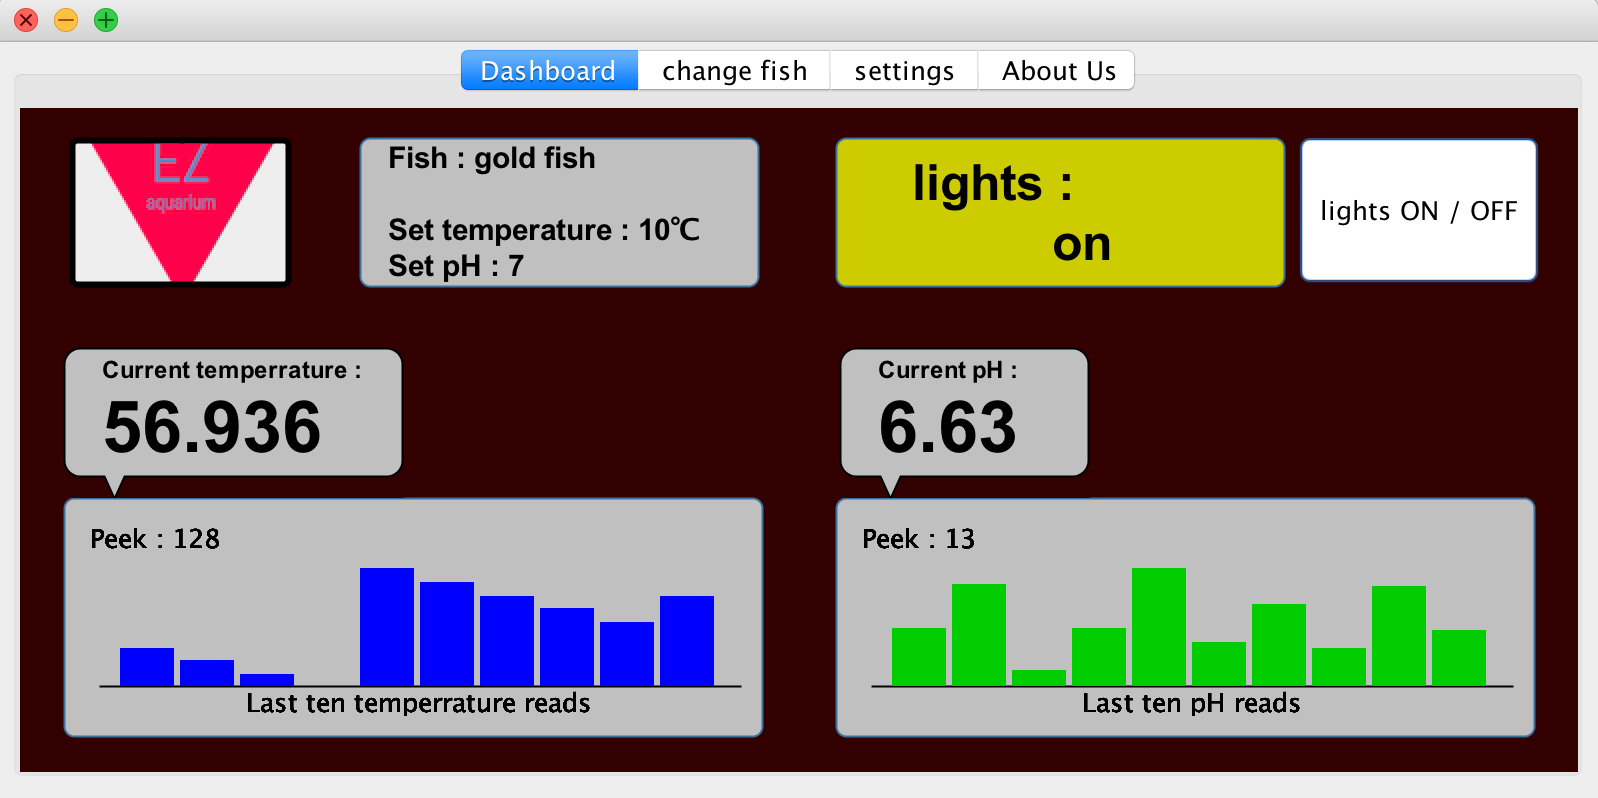 Dashboard
change fish
settings
About Us
EZ
aquarium
Fish : gold fish
Set temperature : 10℃
Set pH : 7
lights :
on
lights ON / OFF
Current temperrature :
56.936
Current pH :
6.63
Peek : 128
Last ten temperrature reads
Peek : 13
Last ten pH reads